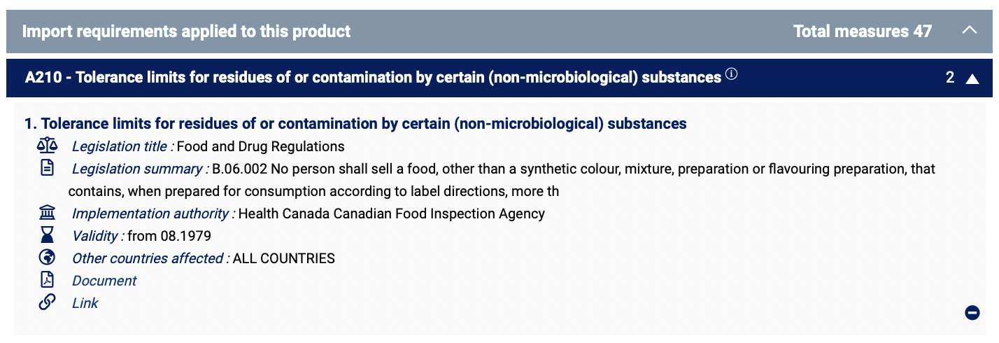 Import requirements applied to this product Total measures 47
A210 - Tolerance limits for residues of or contamination by certain (non-microbiological) substances 2
1. Tolerance limits for residues of or contamination by certain (non-microbiological) substances
Legislation title : Food and Drug Regulations
Legislation summary : B.06.002 No person shall sell a food, other than a synthetic colour, mixture, preparation or flavouring preparation, that
contains, when prepared for consumption according to label directions, more th
Implementation authority : Health Canada Canadian Food Inspection Agency
Validity : from 08.1979
Other countries affected : ALL COUNTRIES
Document
Link